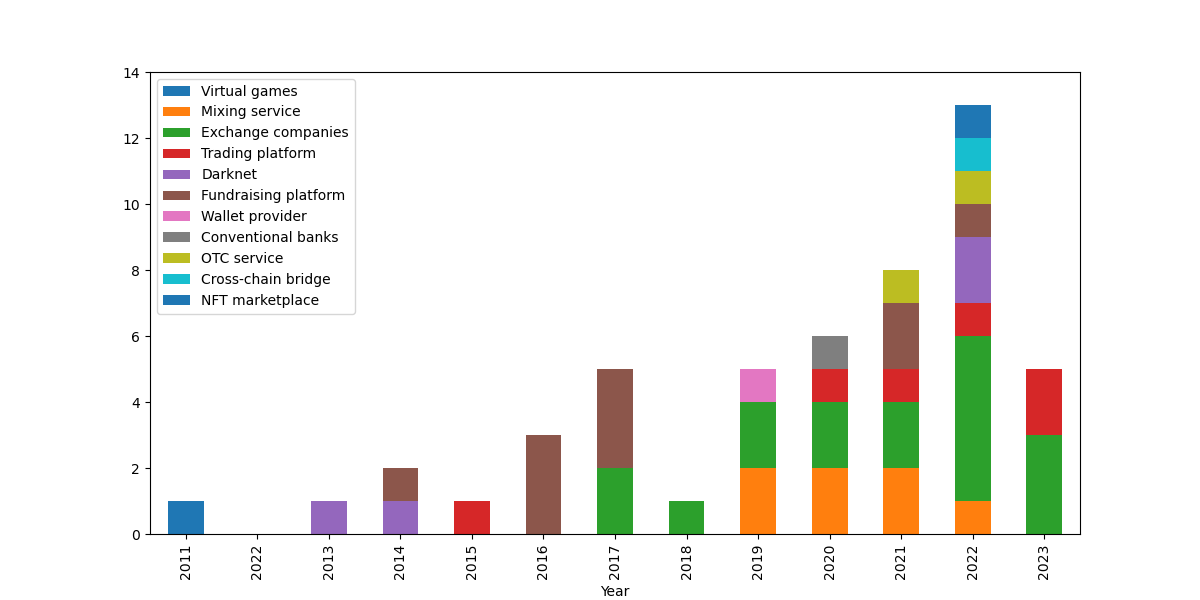 14
12
10
8
6
4
2
0
Virtual games
Mixing service
Exchange companies
Trading platform
Darknet
Fundraising platform
Wallet provider
Conventional banks
OTC service
Cross-chain bridge
NFT marketplace
2011
2022
2013
2014
2015
2016
2017
2018
2019
2020
2021
2022
2023
Year